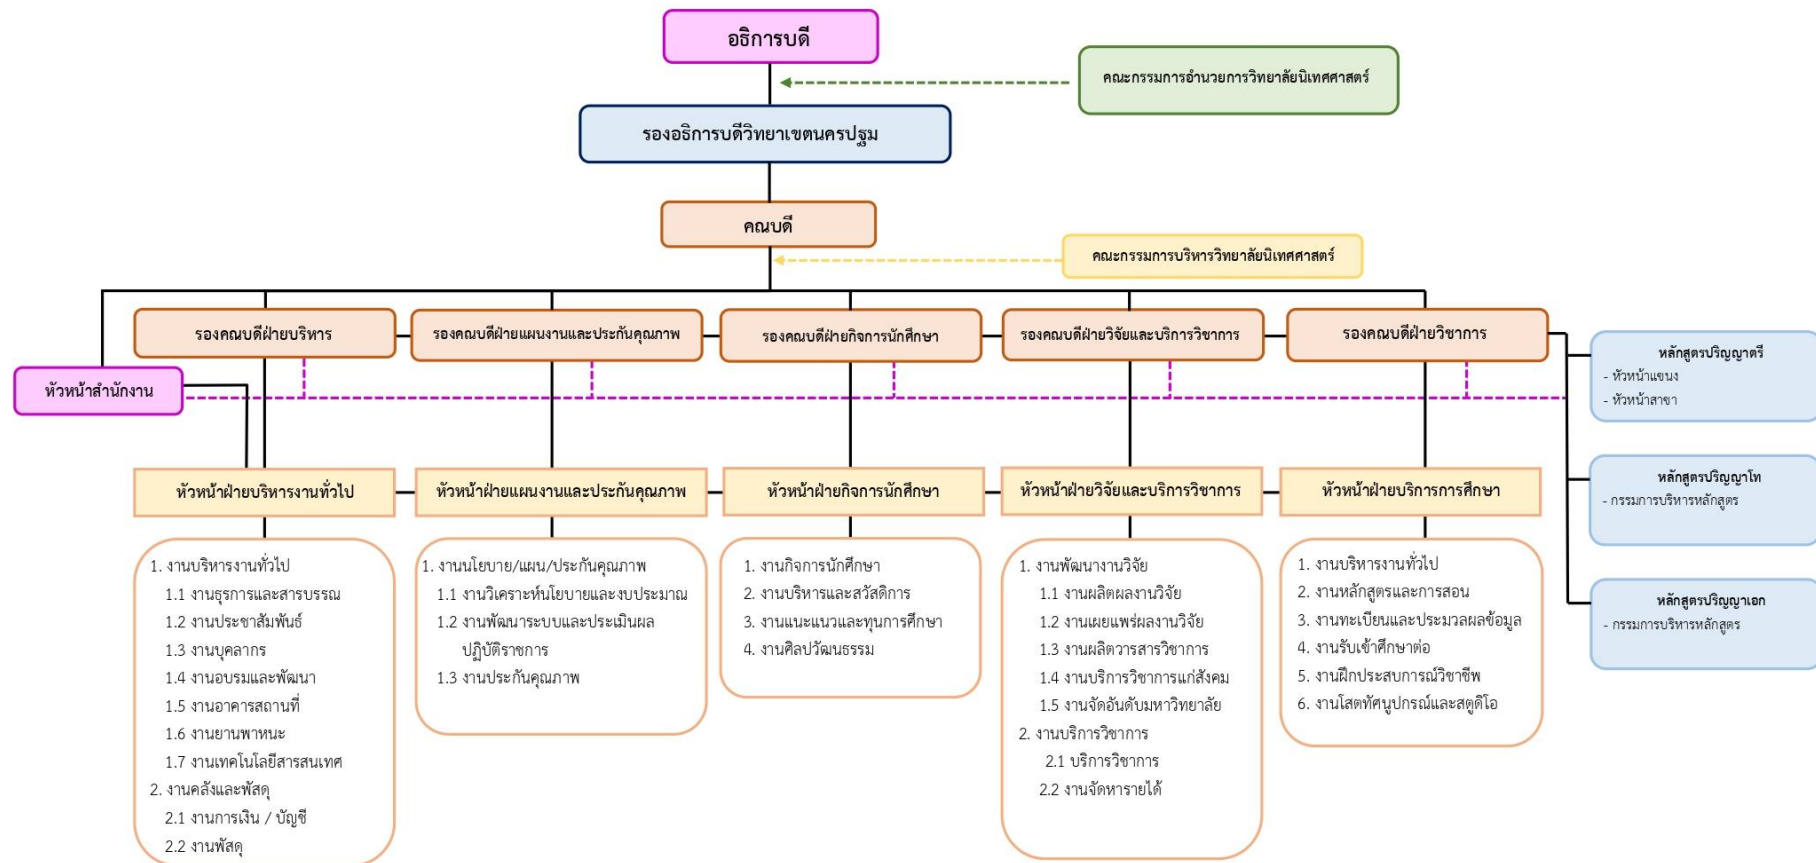 อธิการบดี
คณะกรรมการอำนวยการวิทยาลัยนิเทศศาสตร์
รองอธิการบดีวิทยาเขตนครปฐม
คณบดี
คณะกรรมการบริหารวิทยาลัยนิเทศศาสตร์
รองคณบดีฝ่ายบริหาร
รองคณบดีฝ่ายแผนงานและประกันคุณภาพ
รองคณบดีฝ่ายกิจการนักศึกษา
รองคณบดีฝ่ายวิจัยและบริการวิชาการ
รองคณบดีฝ่ายวิชาการ
หัวหน้าสำนักงาน
หลักสูตรปริญญาตรี
- หัวหน้าแขนง
- หัวหน้าสาขา
หลักสูตรปริญญาโท
- กรรมการบริหารหลักสูตร
หลักสูตรปริญญาเอก
- กรรมการบริหารหลักสูตร
หัวหน้าฝ่ายบริหารงานทั่วไป
หัวหน้าฝ่ายแผนงานและประกันคุณภาพ
หัวหน้าฝ่ายกิจการนักศึกษา
หัวหน้าฝ่ายวิจัยและบริการวิชาการ
หัวหน้าฝ่ายบริการการศึกษา
1. งานบริหารงานทั่วไป
1.1 งานธุรการและสารบรรณ
1.2 งานประชาสัมพันธ์
1.3 งานบุคลากร
1.4 งานอบรมและพัฒนา
1.5 งานอาคารสถานที่
1.6 งานยานพาหนะ
1.7 งานเทคโนโลยีสารสนเทศ
2. งานคลังและพัสดุ
2.1 งานการเงิน / บัญชี
2.2 งานพัสดุ
1. งานนโยบาย/แผน/ประกันคุณภาพ
1.1 งานวิเคราะห์นโยบายและงบประมาณ
1.2 งานพัฒนาระบบและประเมินผล
ปฏิบัติราชการ
1.3 งานประกันคุณภาพ
1. งานกิจการนักศึกษา
2. งานบริหารและสวัสดิการ
3. งานแนะแนวและทุนการศึกษา
4. งานศิลปวัฒนธรรม
1. งานพัฒนางานวิจัย
1.1 งานผลิตผลงานวิจัย
1.2 งานเผยแพร่ผลงานวิจัย
1.3 งานผลิตวารสารวิชาการ
1.4 งานบริการวิชาการแก่สังคม
1.5 งานจัดอันดับมหาวิทยาลัย
2. งานบริการวิชาการ
2.1 บริการวิชาการ
2.2 งานจัดหารายได้
1. งานบริหารงานทั่วไป
2. งานหลักสูตรและการสอน
3. งานทะเบียนและประมวลผลข้อมูล
4. งานรับเข้าศึกษาต่อ
5. งานฝึกประสบการณ์วิชาชีพ
6. งานโสตทัศนูปกรณ์และสตูดิโอ